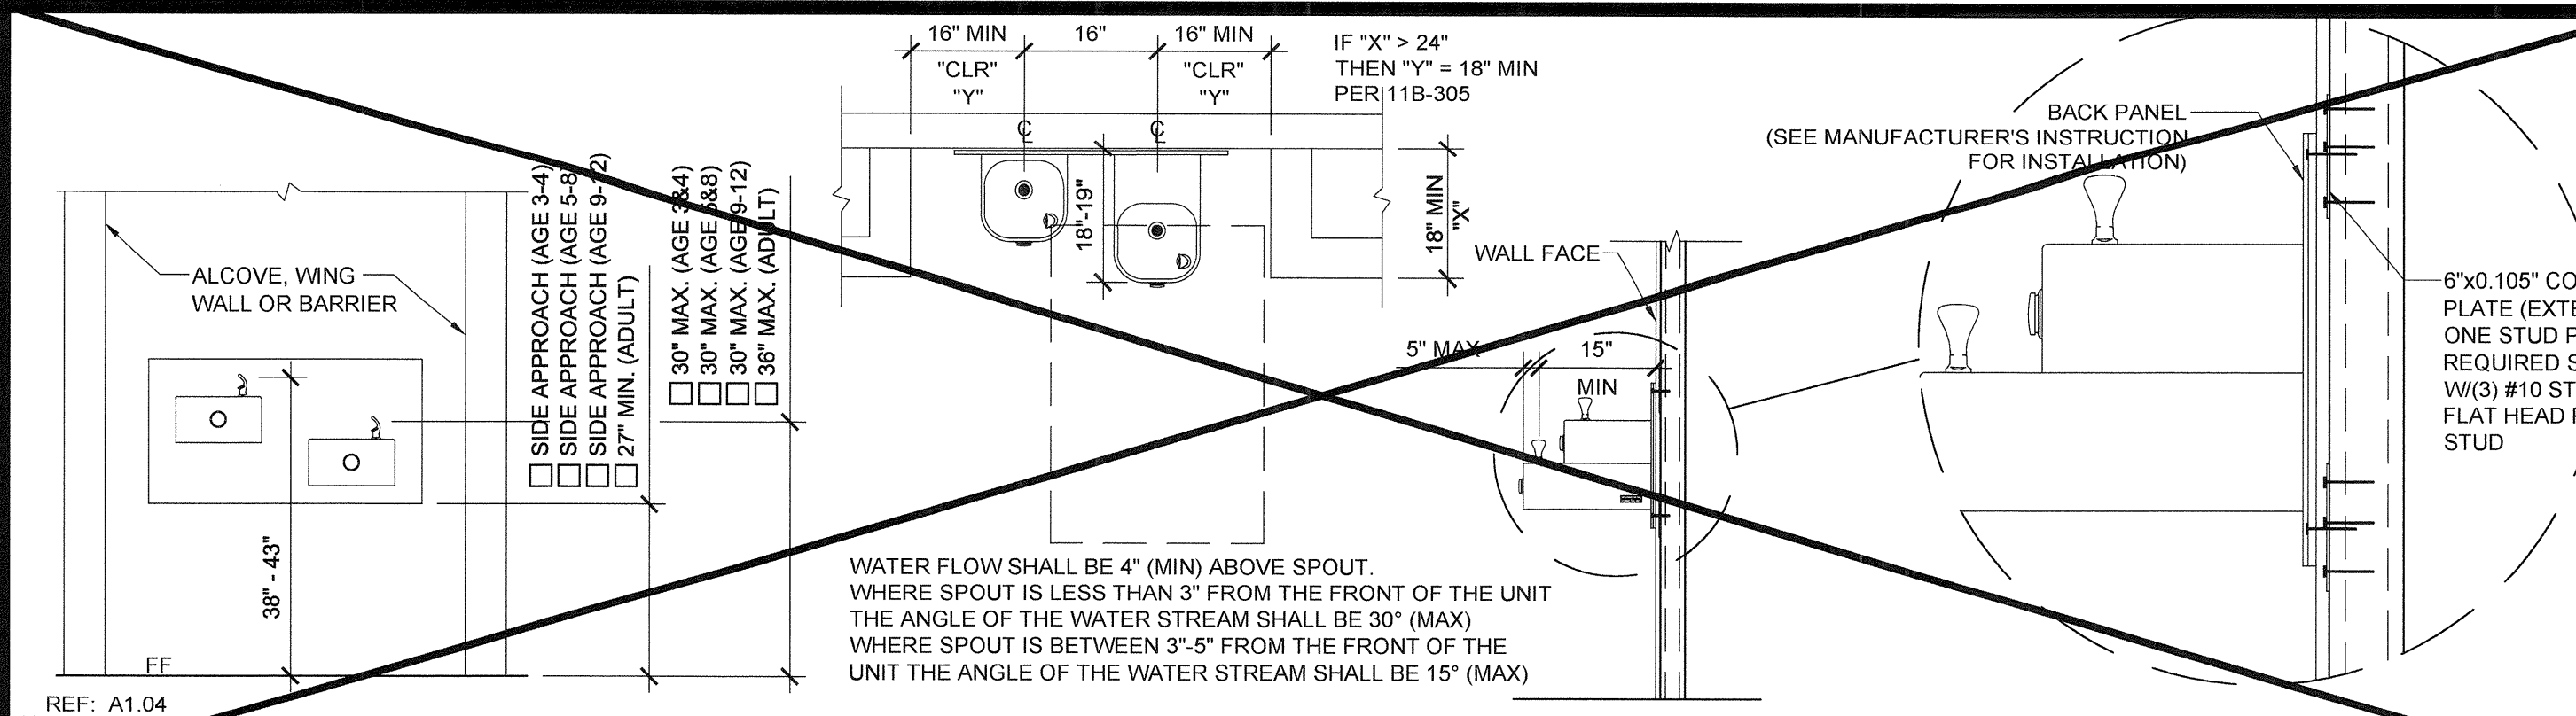 16" MIN
16"
16" MIN
"CLR"
"Y"
"CLR"
"Y"
IF "X" > 24"
THEN "Y" = 18" MIN
PER 11B-305
C
C
18"-19"
18" MIN
"X"
ALCOVE, WING
WALL OR BARRIER
SIDE APPROACH (AGE 3-4)
SIDE APPROACH (AGE 5-8)
SIDE APPROACH (AGE 9-12)
27" MIN. (ADULT)
30" MAX. (AGE 3&4)
30" MAX. (AGE 5&8)
30" MAX. (AGE 9-12)
36" MAX. (ADULT)
38" - 43"
FF
REF: A1.04
WATER FLOW SHALL BE 4" (MIN) ABOVE SPOUT.
WHERE SPOUT IS LESS THAN 3" FROM THE FRONT OF THE UNIT
THE ANGLE OF THE WATER STREAM SHALL BE 30° (MAX)
WHERE SPOUT IS BETWEEN 3"-5" FROM THE FRONT OF THE
UNIT THE ANGLE OF THE WATER STREAM SHALL BE 15° (MAX)
WALL FACE
5" MAX
15"
MIN
BACK PANEL
(SEE MANUFACTURER'S INSTRUCTION
FOR INSTALLATION)
6"x0.105" CO
PLATE (EXTE
ONE STUD P
REQUIRED S
W/(3) #10 ST
FLAT HEAD
STUD